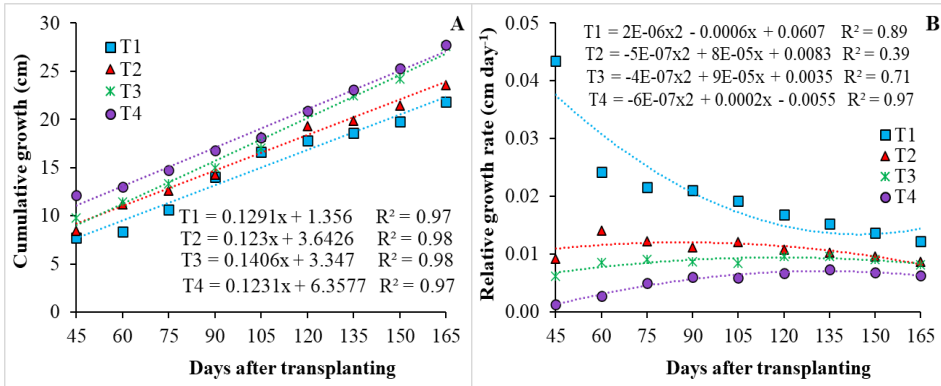 A
T1
T2
T3
T4
Cumulative growth (cm)
30
25
20
15
10
5
0
T1 = 0.1291x + 1.356 R² = 0.97
T2 = 0.123x + 3.6426 R² = 0.98
T3 = 0.1406x + 3.347 R² = 0.98
T4 = 0.1231x + 6.3577 R² = 0.97
45 60 75 90 105 120 135 150 165
Days after transplanting
B
T1 = 2E-06x2 - 0.0006x + 0.0607 R² = 0.89
T2 = -5E-07x2 + 8E-05x + 0.0083 R² = 0.39
T3 = -4E-07x2 + 9E-05x + 0.0035 R² = 0.71
T4 = -6E-07x2 + 0.0002x - 0.0055 R² = 0.97
T1
T2
T3
T4
Relative growth rate (cm day⁻¹)
0.05
0.04
0.03
0.02
0.01
0.00
45 60 75 90 105 120 135 150 165
Days after transplanting